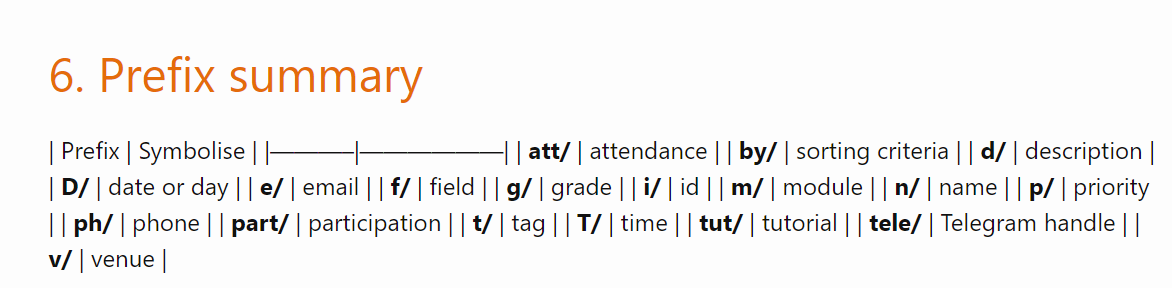 6. Prefix summary
| Prefix | Symbolise | |————–|—————————| | att/ | attendance | | by/ | sorting criteria | | d/ | description |
| D/ | date or day | | e/ | email | | f/ | field | | g/ | grade | | i/ | id | | m/ | module | | n/ | name | | p/ | priority
| | ph/ | phone | | part/ | participation | | t/ | tag | | T/ | time | | tut/ | tutorial | | tele/ | Telegram handle | |
v/ | venue |